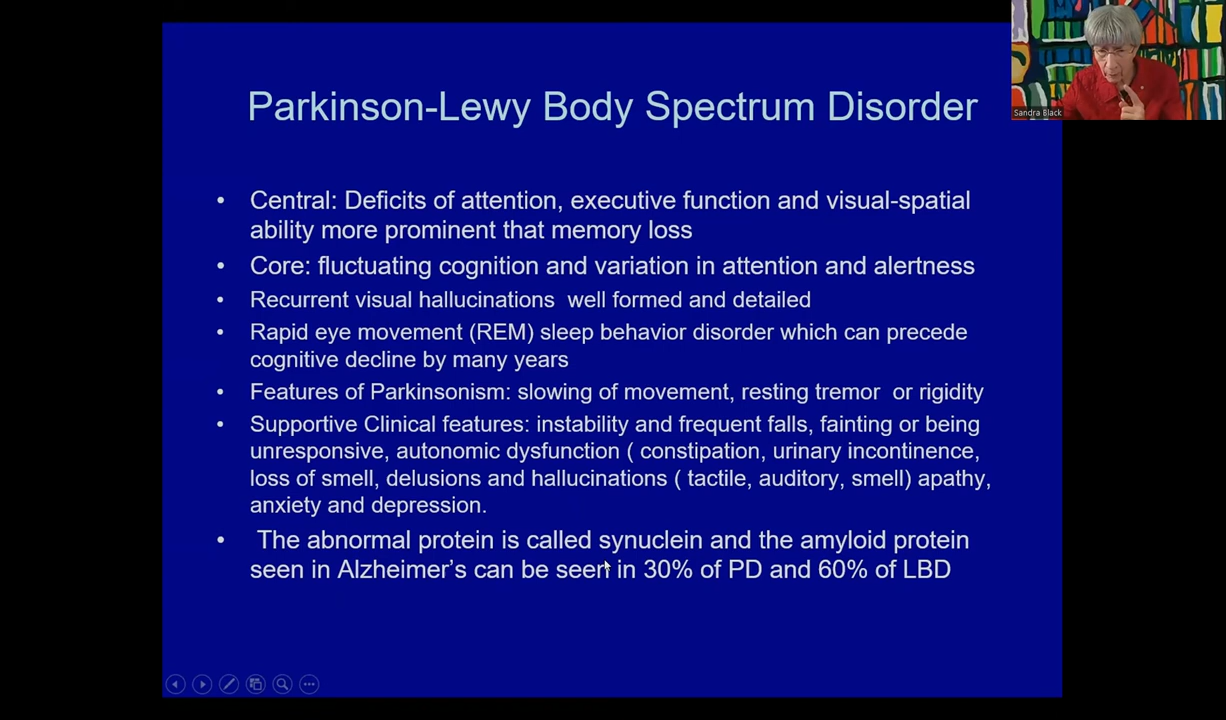 Parkinson-Lewy Body Spectrum Disorder
Sandra Black
• Central: Deficits of attention, executive function and visual-spatial
ability more prominent that memory loss
• Core: fluctuating cognition and variation in attention and alertness
• Recurrent visual hallucinations well formed and detailed
• Rapid eye movement (REM) sleep behavior disorder which can precede
cognitive decline by many years
• Features of Parkinsonism: slowing of movement, resting tremor or rigidity
• Supportive Clinical features: instability and frequent falls, fainting or being
unresponsive, autonomic dysfunction ( constipation, urinary incontinence,
loss of smell, delusions and hallucinations ( tactile, auditory, smell) apathy,
anxiety and depression.
• The abnormal protein is called synuclein and the amyloid protein
seen in Alzheimer's can be seen in 30% of PD and 60% of LBD